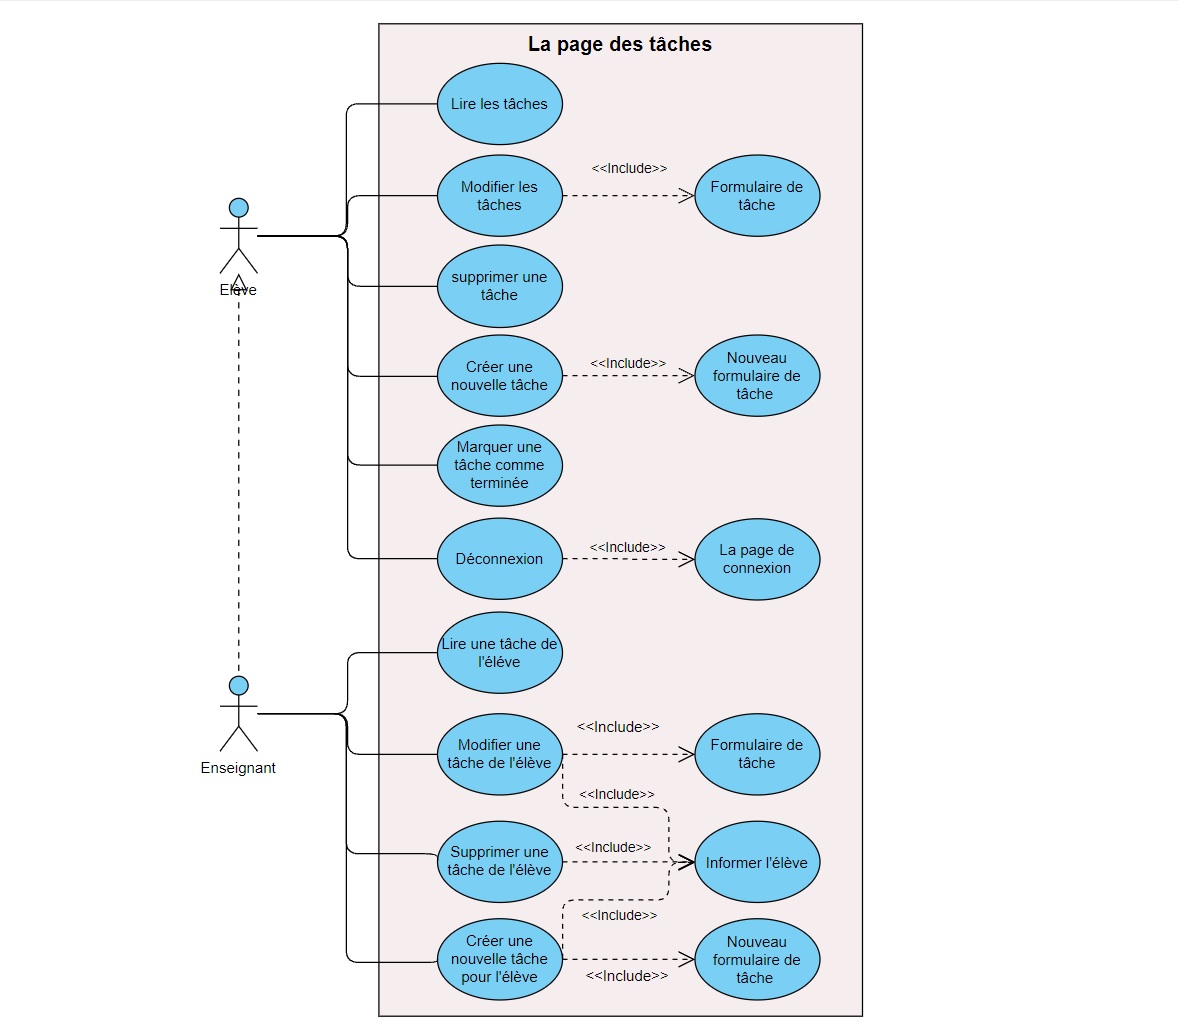 La page des tâches
Lire les tâches
<<Include>>
Modifier les
tâches
Formulaire de
tâche
supprimer une
tâche
Elève
<<Include>>
Créer une
nouvelle tâche
Nouveau
formulaire de
tâche
Marquer une
tâche comme
terminée
<<Include>>
Déconnexion
La page de
connexion
Lire une tâche de
l'éléve
<<Include>>
Modifier une
tâche de l'élève
Formulaire de
tâche
Enseignant
<<Include>>
<<Include>>
Supprimer une
tâche de l'élève
Informer l'élève
<<Include>>
Créer une
nouvelle tâche
pour l'élève
Nouveau
formulaire de
tâche
<<Include>>